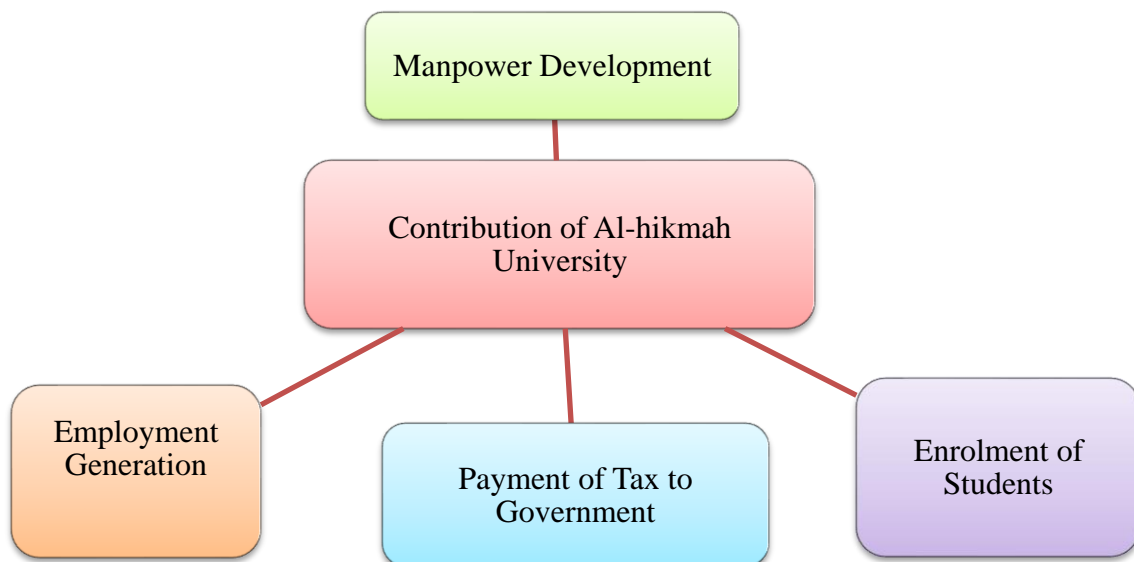 Manpower Development
Contribution of Al-hikmah
University
Employment
Generation
Payment of Tax to
Government
Enrolment of
Students